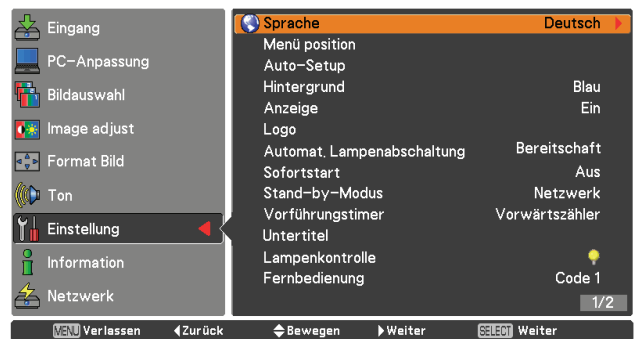 Eingang
PC-Anpassung
Bildauswahl
Image adjust
Format Bild
Ton
Einstellung
Information
Netzwerk
Sprache Deutsch
Menü position
Auto-Setup
Hintergrund Blau
Anzeige Ein
Logo
Automat. Lampenabschaltung Bereitschaft
Sofortstart Aus
Stand-by-Modus Netzwerk
Vorführungstimer Vorwärtszähler
Untertitel
Lampenkontrolle
Fernbedienung Code 1
1/2
MENU Verlassen Zurück Bewegen Weiter SELECT Weiter